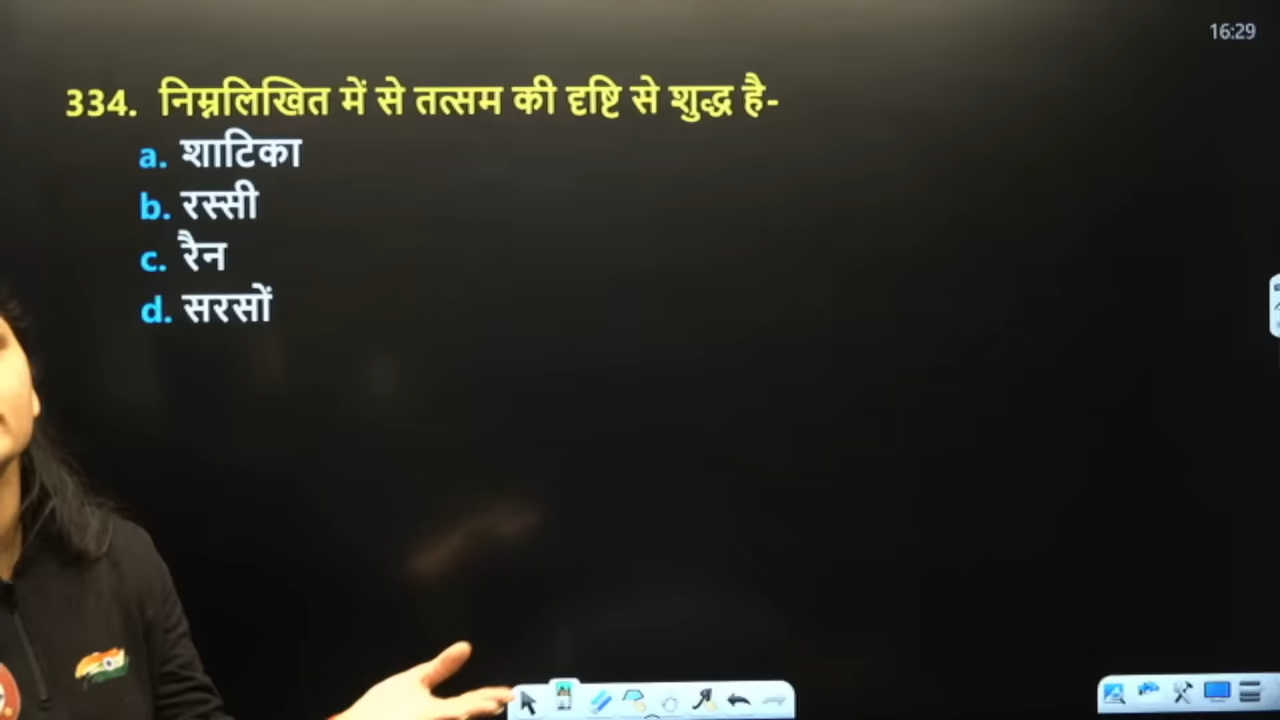 16:29
334. निम्नलिखित में से तत्सम की दृष्टि से शुद्ध है-
a. शाटिका
b. रस्सी
c. रैन
d. सरसों